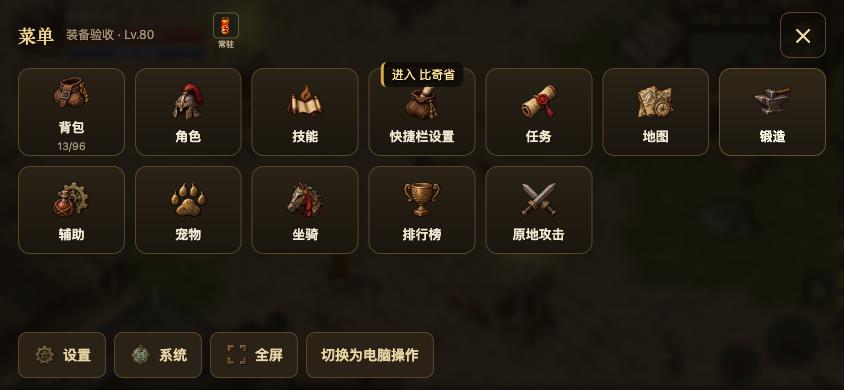 菜单 装备验收 · Lv.80
常驻
进入 比奇省
背包
13/96
角色
技能
快捷栏设置
任务
地图
锻造
辅助
宠物
坐骑
排行榜
原地攻击
设置
系统
全屏
切换为电脑操作